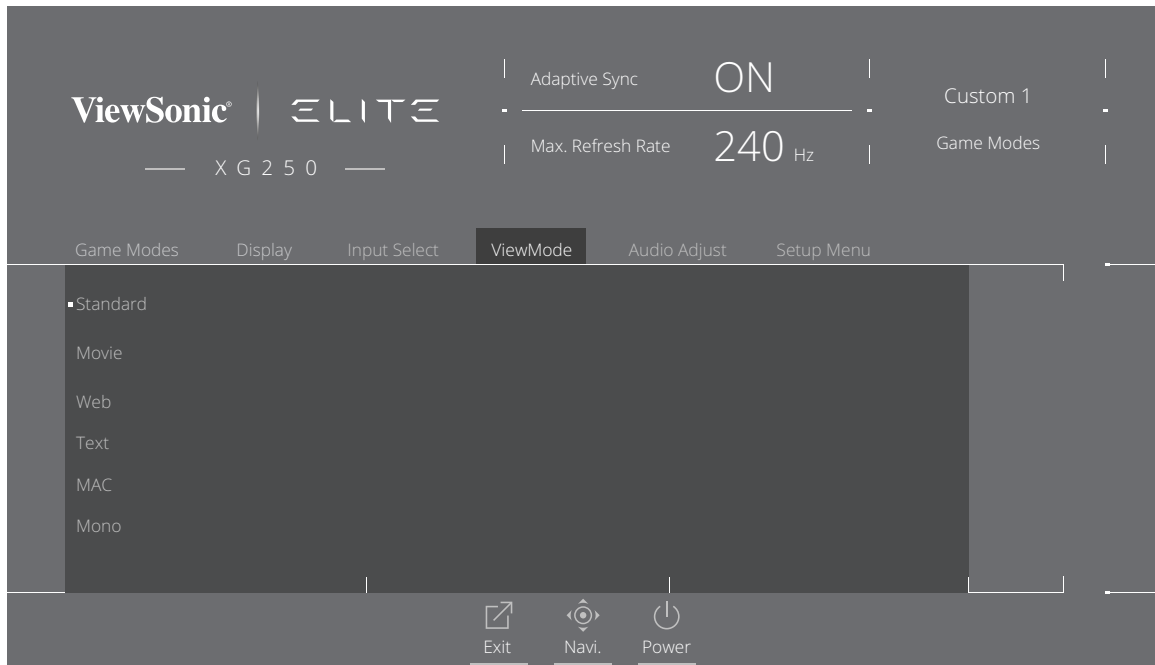 ViewSonic® | ELITE
XG250
Adaptive Sync ON
Max. Refresh Rate 240 Hz
Custom 1
Game Modes
Game Modes Display Input Select ViewMode Audio Adjust Setup Menu
Standard
Movie
Web
Text
MAC
Mono
Exit Navi. Power